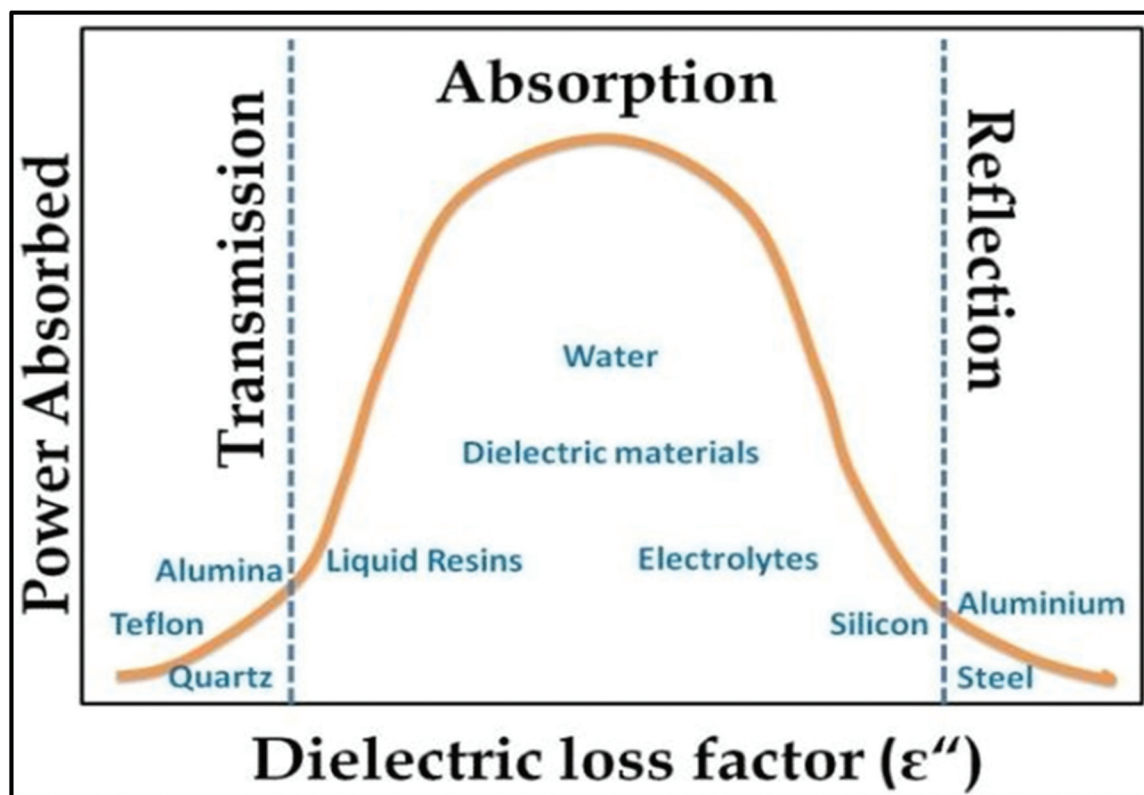 Absorption
Transmission
Reflection
Power Absorbed
Water
Dielectric materials
Liquid Resins
Electrolytes
Alumina
Teflon
Quartz
Silicon
Aluminium
Steel
Dielectric loss factor (ε“)